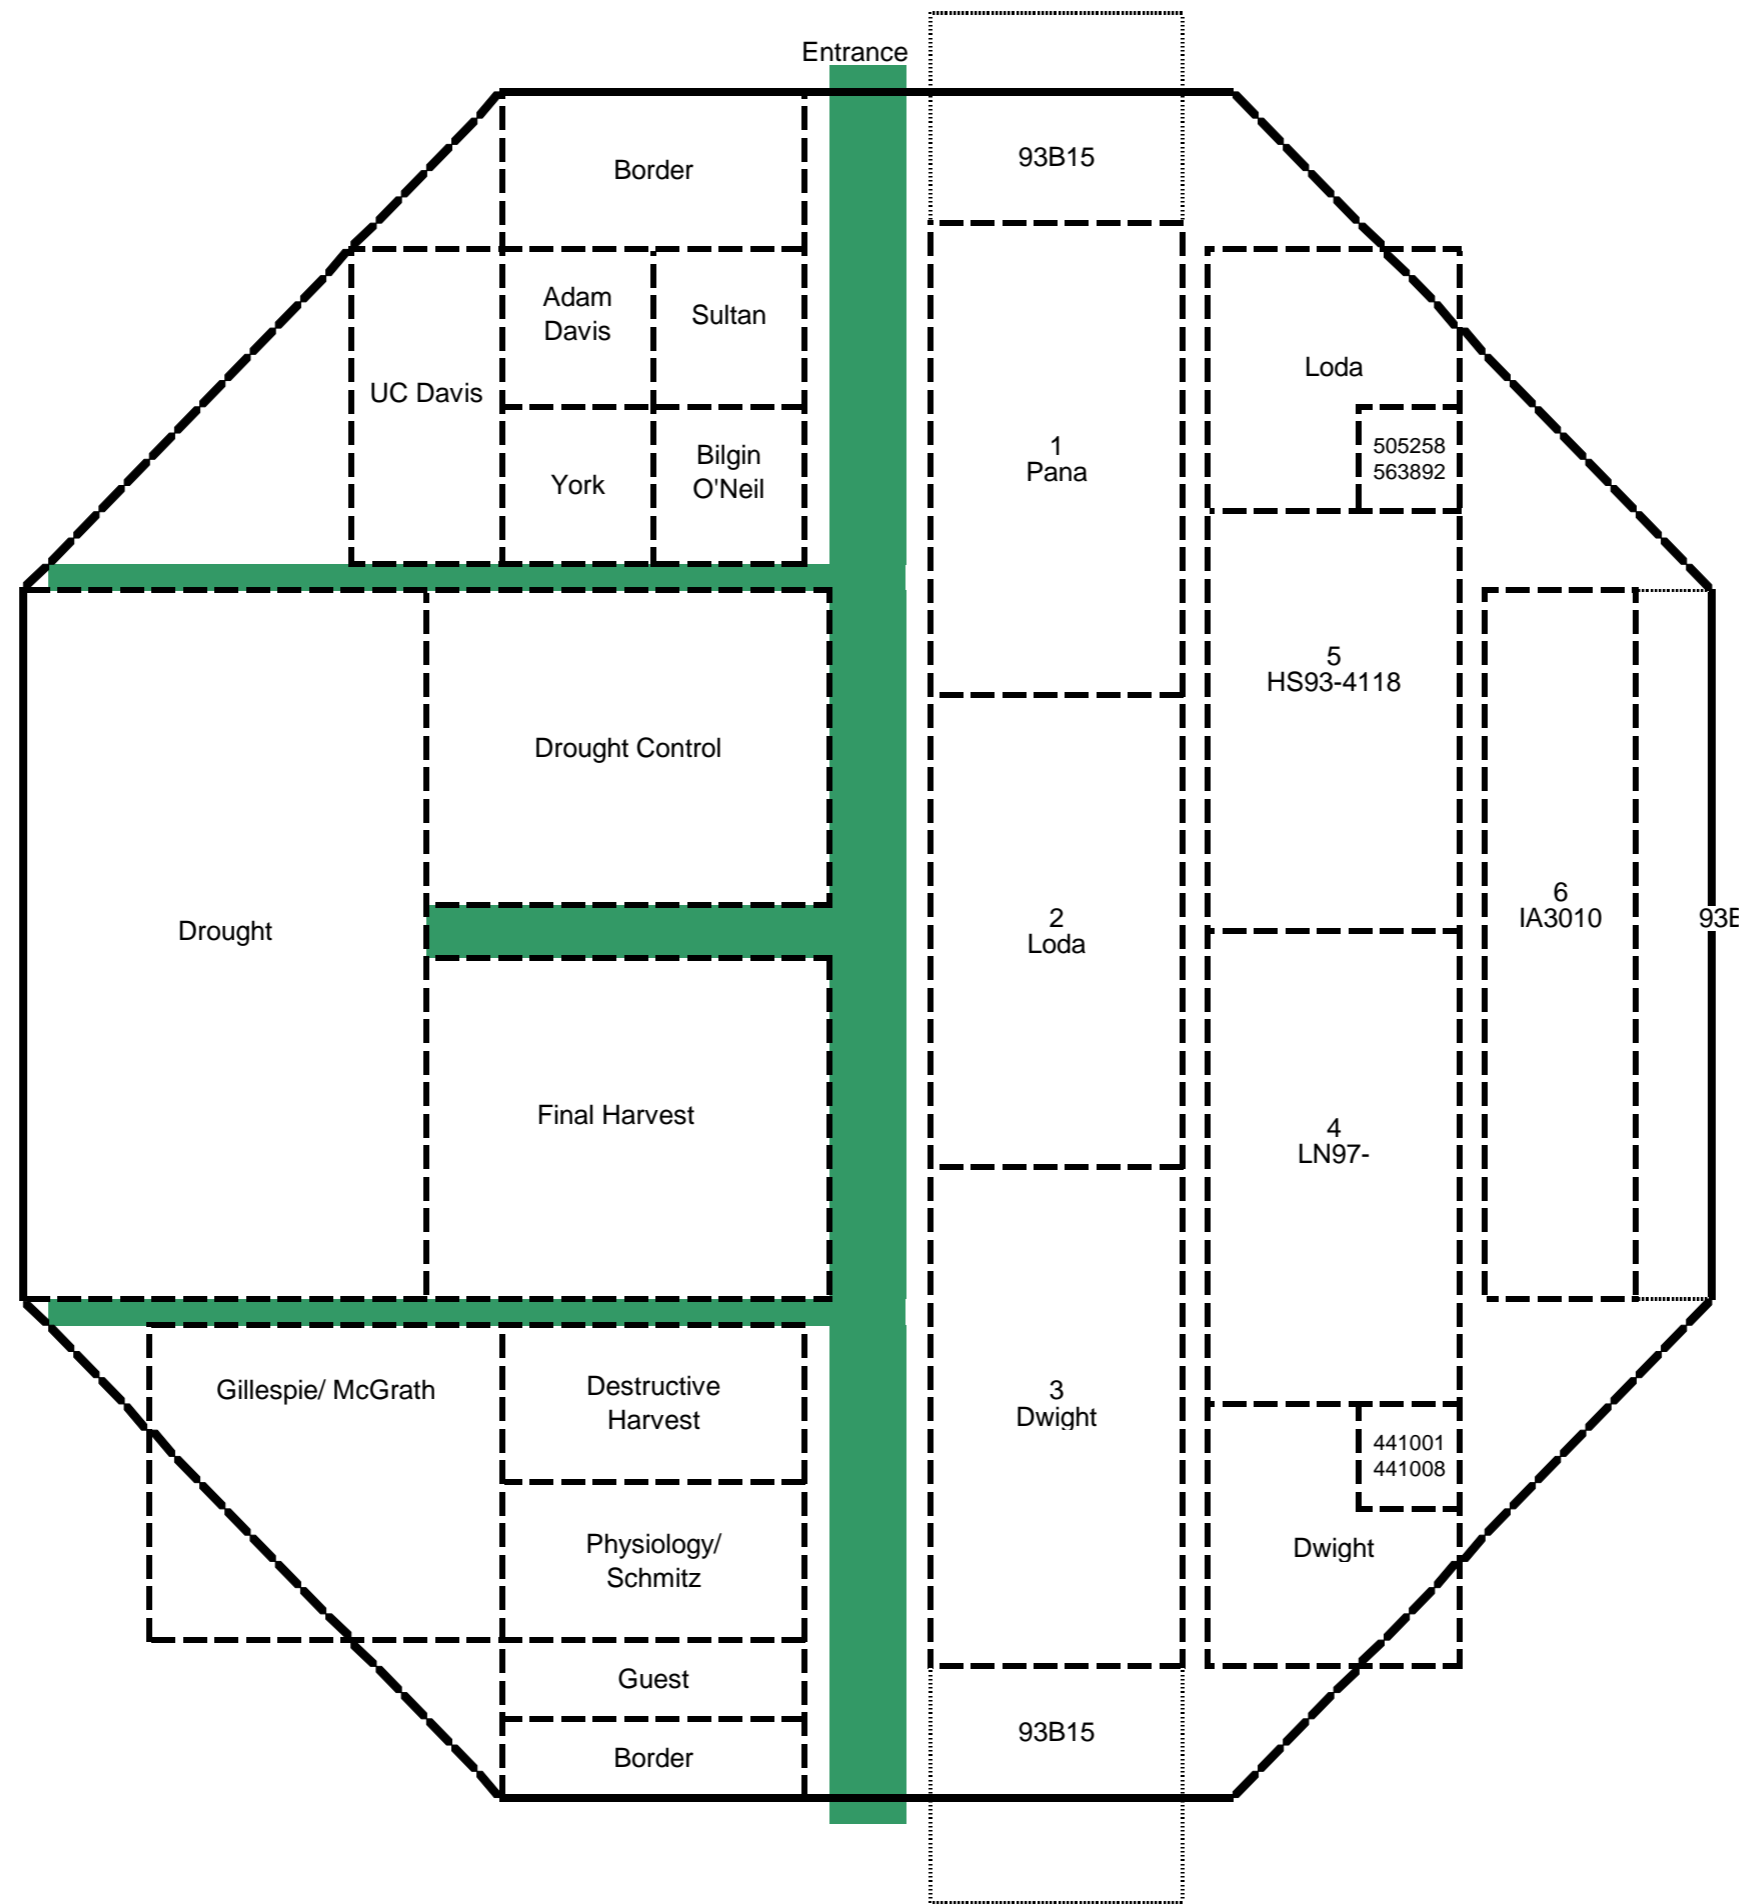 Entrance
93B15
Border
Adam
Davis
Sultan
UC Davis
York
Bilgin
O'Neil
1
Pana
Loda
505258
563892
5
HS93-4118
Drought Control
Drought
2
Loda
6
IA3010
93B
Final Harvest
4
LN97-
Gillespie/ McGrath
Destructive
Harvest
3
Dwight
441001
441008
Physiology/
Schmitz
Dwight
Guest
93B15
Border